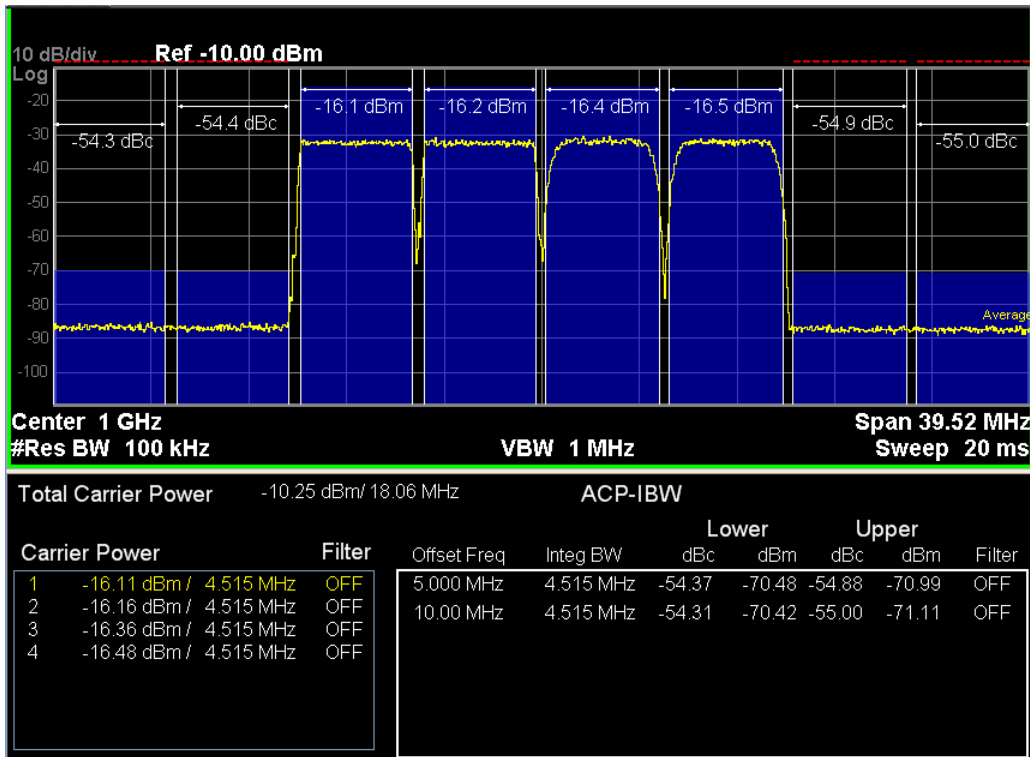 10 dB/div Ref -10.00 dBm
Log
-20
-30
-40
-50
-60
-70
-80
-90
-100
-54.3 dBc
-54.4 dBc
-16.1 dBm
-16.2 dBm
-16.4 dBm
-16.5 dBm
-54.9 dBc
-55.0 dBc
Average
Center 1 GHz Span 39.52 MHz
#Res BW 100 kHz VBW 1 MHz Sweep 20 ms
Total Carrier Power -10.25 dBm/ 18.06 MHz ACP-IBW
Lower Upper
Carrier Power Filter Offset Freq Integ BW dBc dBm dBc dBm Filter
1 -16.11 dBm / 4.515 MHz OFF 5.000 MHz 4.515 MHz -54.37 -70.48 -54.88 -70.99 OFF
2 -16.16 dBm / 4.515 MHz OFF 10.00 MHz 4.515 MHz -54.31 -70.42 -55.00 -71.11 OFF
3 -16.36 dBm / 4.515 MHz OFF
4 -16.48 dBm / 4.515 MHz OFF